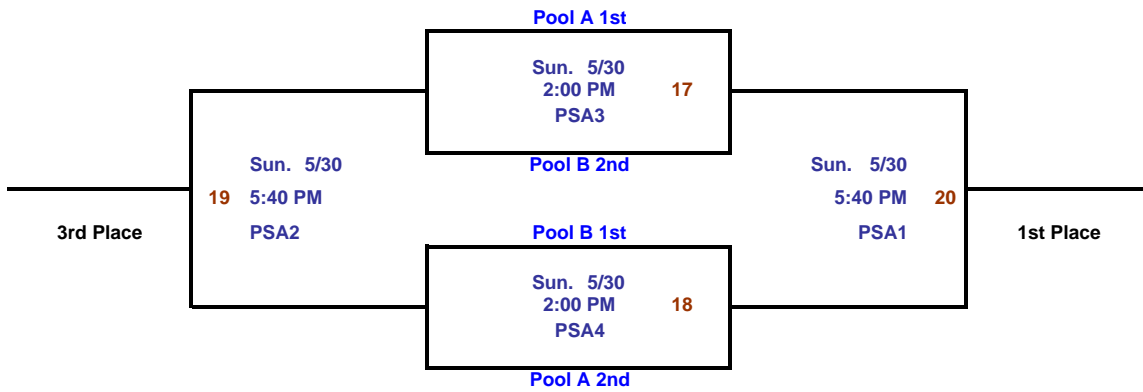 Pool A 1st
Sun. 5/30
2:00 PM 17
PSA3
Pool B 2nd
Sun. 5/30
19 5:40 PM
PSA2
3rd Place
Sun. 5/30
5:40 PM 20
PSA1
1st Place
Pool B 1st
Sun. 5/30
2:00 PM 18
PSA4
Pool A 2nd